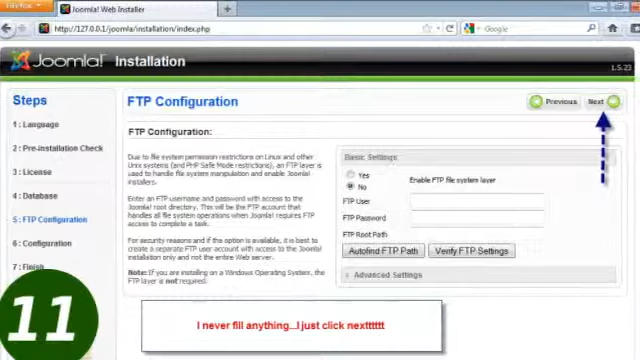 Firefox
Joomla! Web Installer
http://127.0.0.1/joomla/installation/index.php
Google
Joomla! Installation
1.5.23
Steps
1 : Language
2 : Pre-installation Check
3 : License
4 : Database
5 : FTP Configuration
6 : Configuration
7 : Finish
FTP Configuration
Previous
Next
FTP Configuration:
Due to file system permission restrictions on Linux and other
Unix systems (and PHP Safe Mode restrictions), an FTP layer is
used to handle file system manipulation and enable Joomla!
installers.
Enter an FTP username and password with access to the
Joomla! root directory. This will be the FTP account that
handles all file system operations when Joomla! requires FTP
access to complete a task.
For security reasons and if the option is available, it is best to
create a separate FTP user account with access to the Joomla!
installation only and not the entire Web server.
Note: If you are installing on a Windows Operating System, the
FTP layer is not required.
Basic Settings
Yes
No
Enable FTP file system layer
FTP User
FTP Password
FTP Root Path
Autofind FTP Path
Verify FTP Settings
Advanced Settings
11
I never fill anything...I just click nextttttt